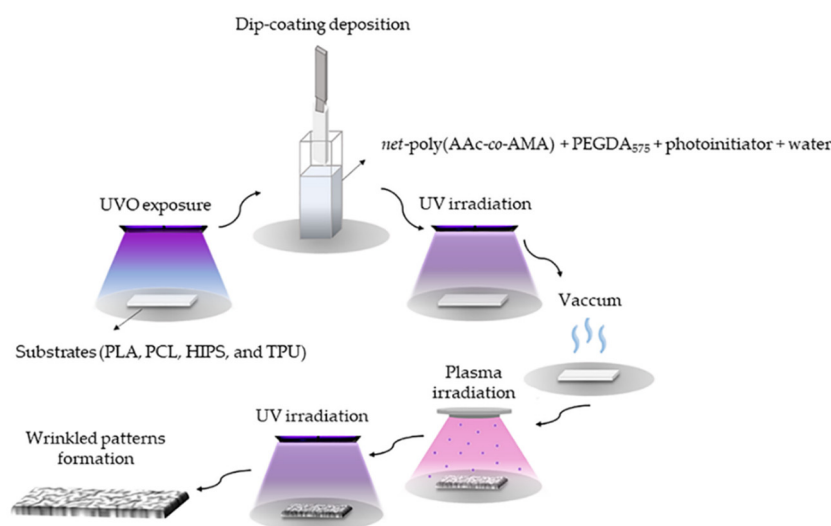 Dip-coating deposition
net-poly(AAc-co-AMA) + PEGDA₅₇₅ + photoinitiator + water
UVO exposure
UV irradiation
Vaccum
Substrates (PLA, PCL, HIPS, and TPU)
Plasma
irradiation
UV irradiation
Wrinkled patterns
formation